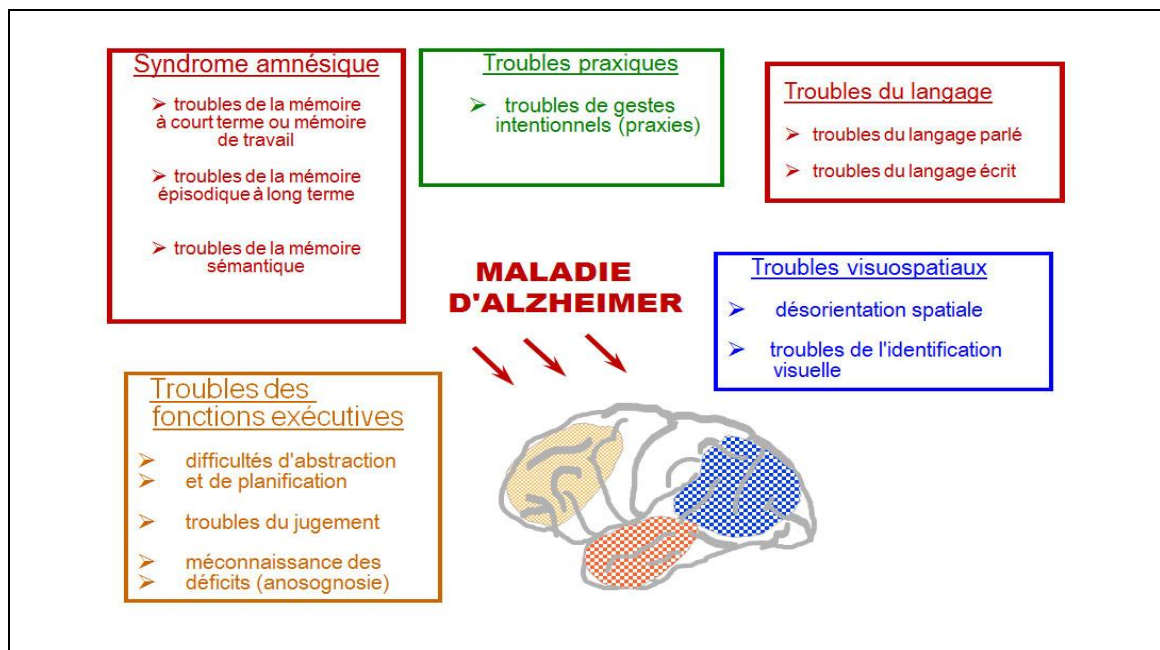 Syndrome amnésique
➢ troubles de la mémoire
à court terme ou mémoire
de travail
➢ troubles de la mémoire
épisodique à long terme
➢ troubles de la mémoire
sémantique
Troubles praxiques
➢ troubles de gestes
intentionnels (praxies)
Troubles du langage
➢ troubles du langage parlé
➢ troubles du langage écrit
MALADIE
D'ALZHEIMER
Troubles visuospatiaux
➢ désorientation spatiale
➢ troubles de l'identification
visuelle
Troubles des
fonctions exécutives
➢ difficultés d'abstraction
➢ et de planification
➢ troubles du jugement
➢ méconnaissance des
➢ déficits (anosognosie)